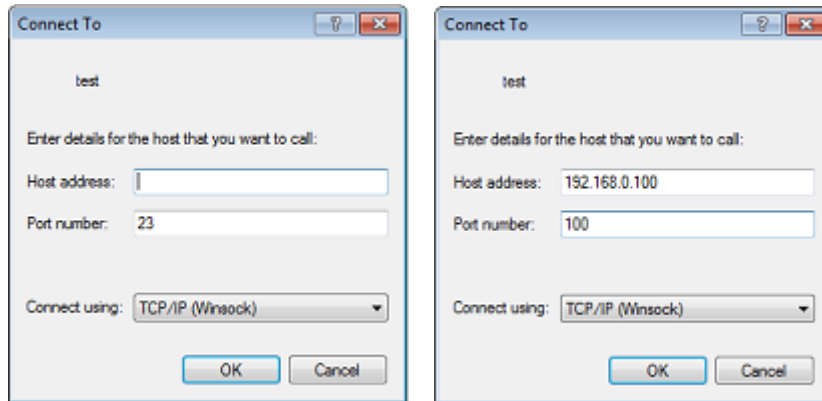 Connect To
test
Enter details for the host that you want to call:
Host address:
Port number: 23
Connect using: TCP/IP (Winsock)
OK Cancel
Connect To
test
Enter details for the host that you want to call:
Host address: 192.168.0.100
Port number: 100
Connect using: TCP/IP (Winsock)
OK Cancel